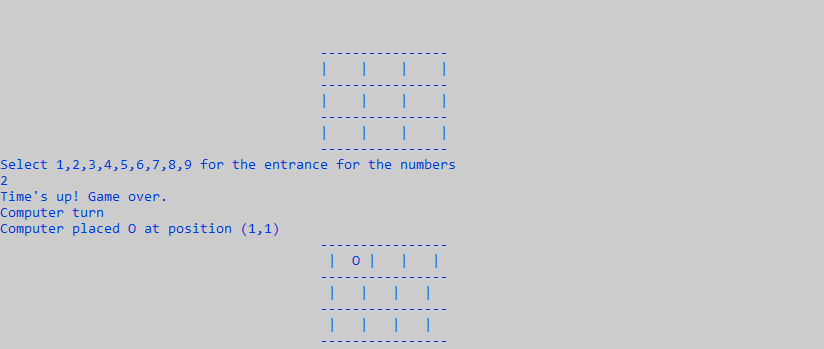 ----------------
|    |    |    |
----------------
|    |    |    |
----------------
|    |    |    |
----------------
Select 1,2,3,4,5,6,7,8,9 for the entrance for the numbers
2
Time's up! Game over.
Computer turn
Computer placed O at position (1,1)
----------------
|  O |   |   |
----------------
|   |   |   |
----------------
|   |   |   |
----------------